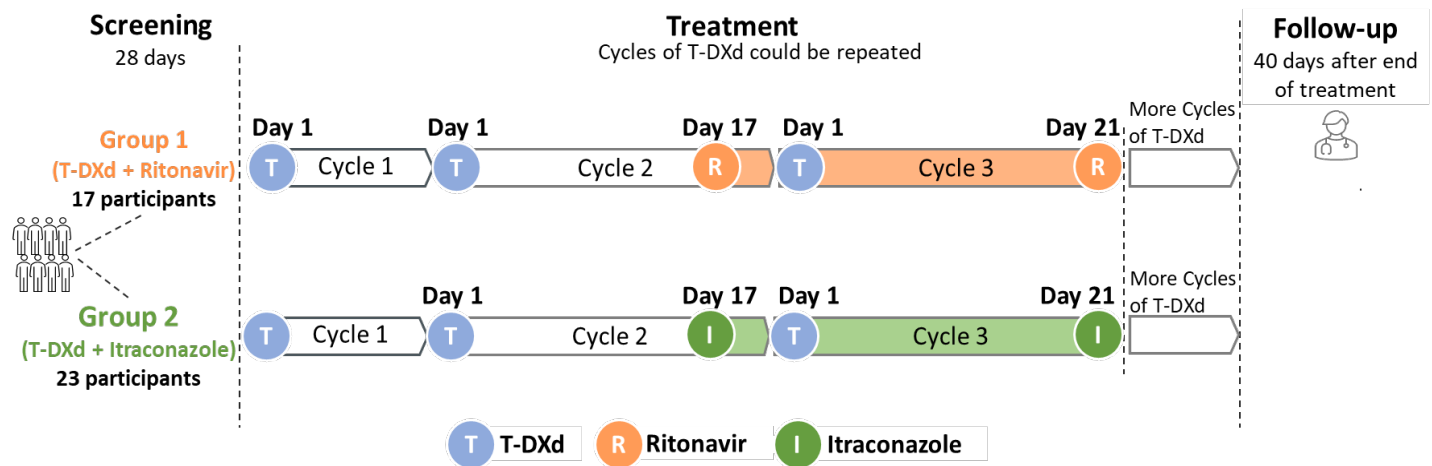 Screening
28 days
Treatment
Cycles of T-DXd could be repeated
Follow-up
40 days after end
of treatment
Group 1
(T-DXd + Ritonavir)
17 participants
Day 1
Day 1
Day 17
Day 1
Day 21
More Cycles
of T-DXd
T
Cycle 1
T
Cycle 2
R
T
Cycle 3
R
Group 2
(T-DXd + Itraconazole)
23 participants
Day 1
Day 17
Day 1
Day 21
More Cycles
of T-DXd
T
Cycle 1
T
Cycle 2
I
T
Cycle 3
I
T T-DXd R Ritonavir I Itraconazole